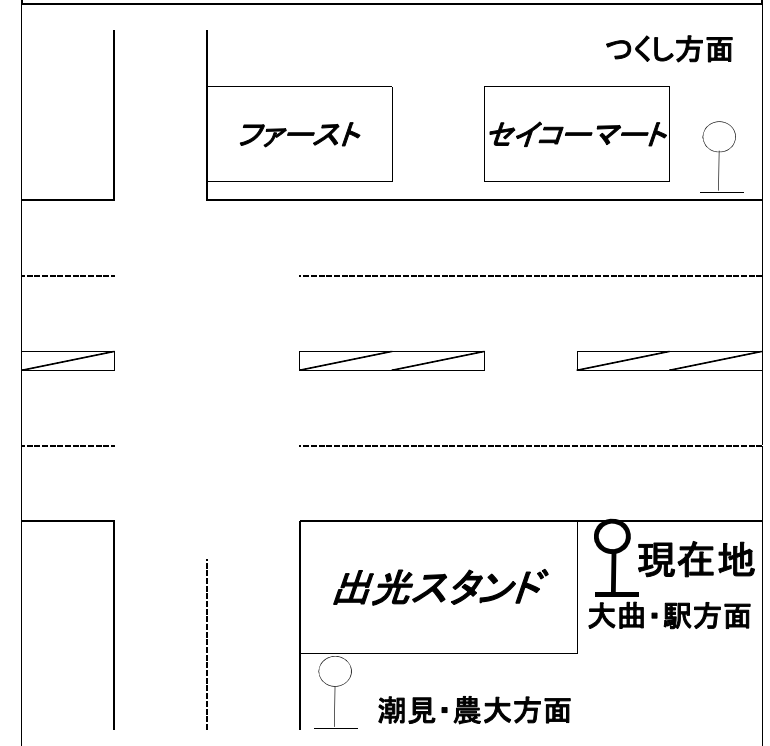 つくし方面
ファースト
セイコーマート
出光スタンド
現在地
大曲・駅方面
潮見・農大方面